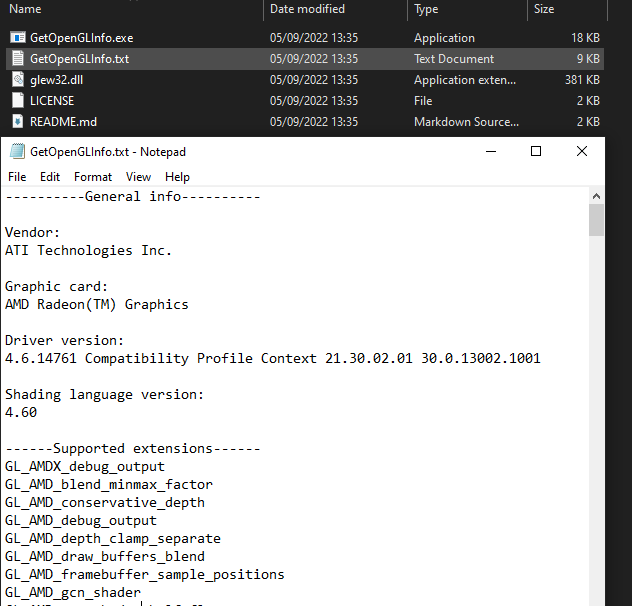 Name Date modified Type Size
GetOpenGLInfo.exe 05/09/2022 13:35 Application 18 KB
GetOpenGLInfo.txt 05/09/2022 13:35 Text Document 9 KB
glew32.dll 05/09/2022 13:35 Application exten... 381 KB
LICENSE 05/09/2022 13:35 File 2 KB
README.md 05/09/2022 13:35 Markdown Source... 2 KB
GetOpenGLInfo.txt - Notepad
File Edit Format View Help
----------General info----------
Vendor:
ATI Technologies Inc.
Graphic card:
AMD Radeon(TM) Graphics
Driver version:
4.6.14761 Compatibility Profile Context 21.30.02.01 30.0.13002.1001
Shading language version:
4.60
------Supported extensions------
GL_AMDX_debug_output
GL_AMD_blend_minmax_factor
GL_AMD_conservative_depth
GL_AMD_debug_output
GL_AMD_depth_clamp_separate
GL_AMD_draw_buffers_blend
GL_AMD_framebuffer_sample_positions
GL_AMD_gcn_shader